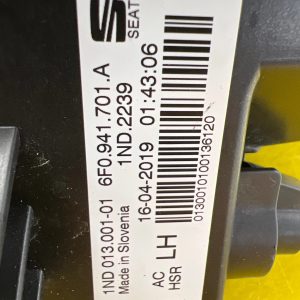 S
SEAT
6F0.941.701.A
1ND.2239
1ND 013.001-01
Made in Slovenia
16-04-2019 01:43:06
AC LH
HSR
01300101000136120